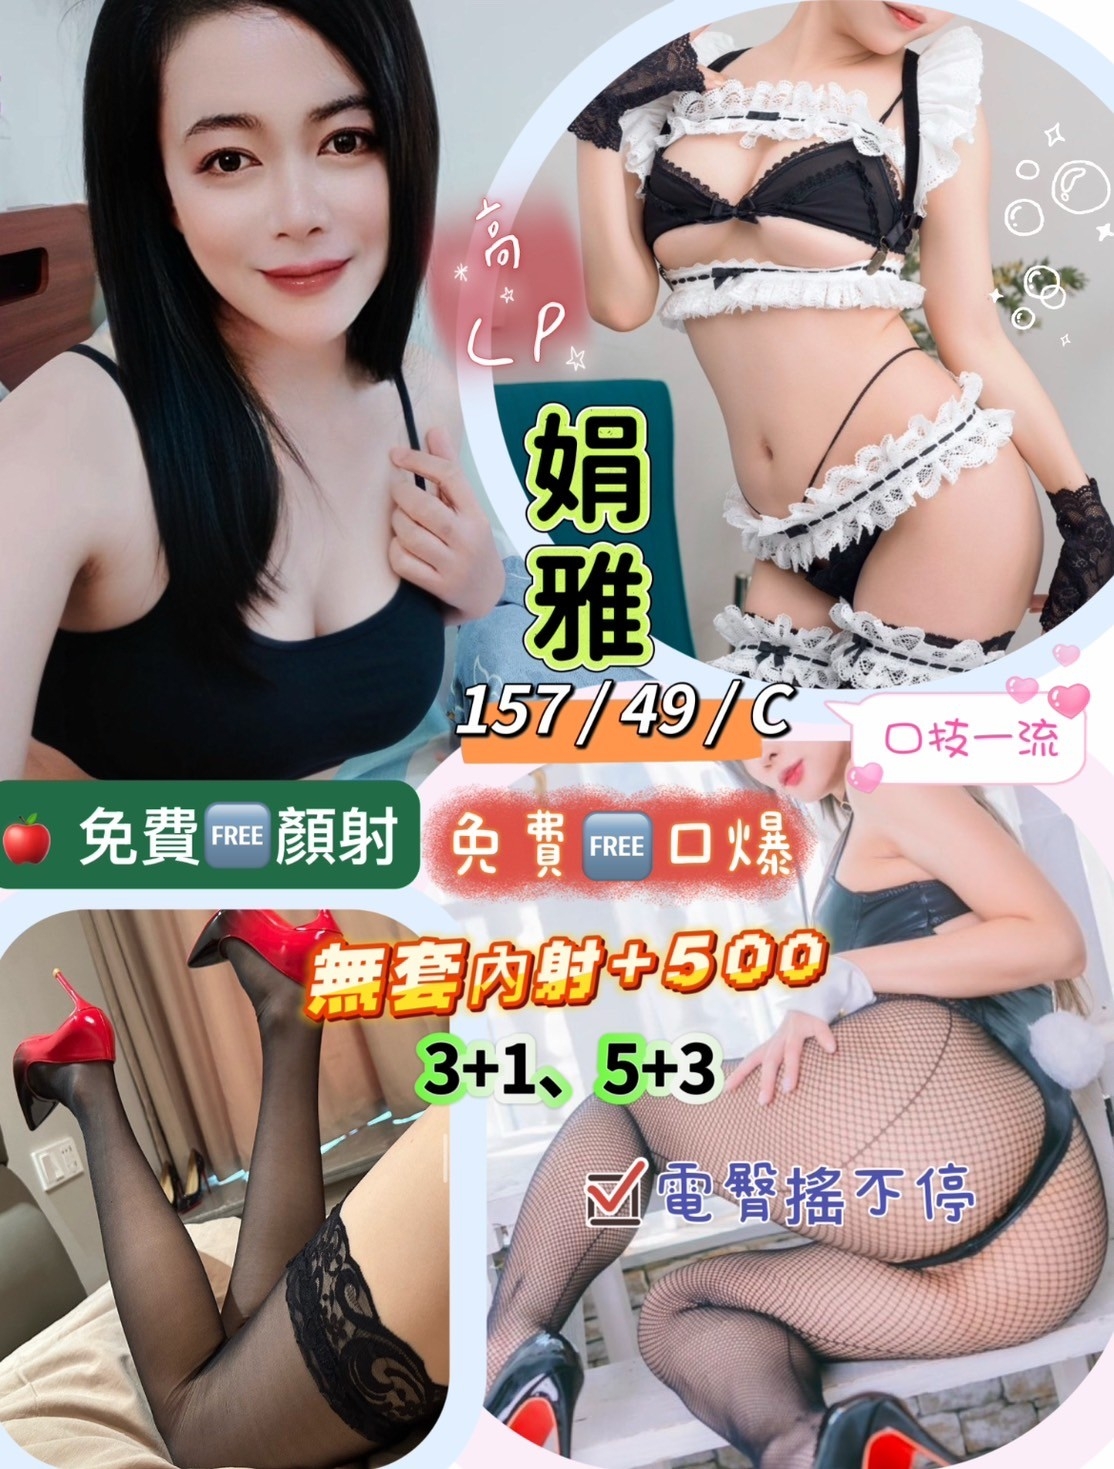 高
LP
娟
雅
157/49/C
口技一流
🍎 免費🆓顏射
免費🆓口爆
無套內射+500
3+1、5+3
☑電臀搖不停